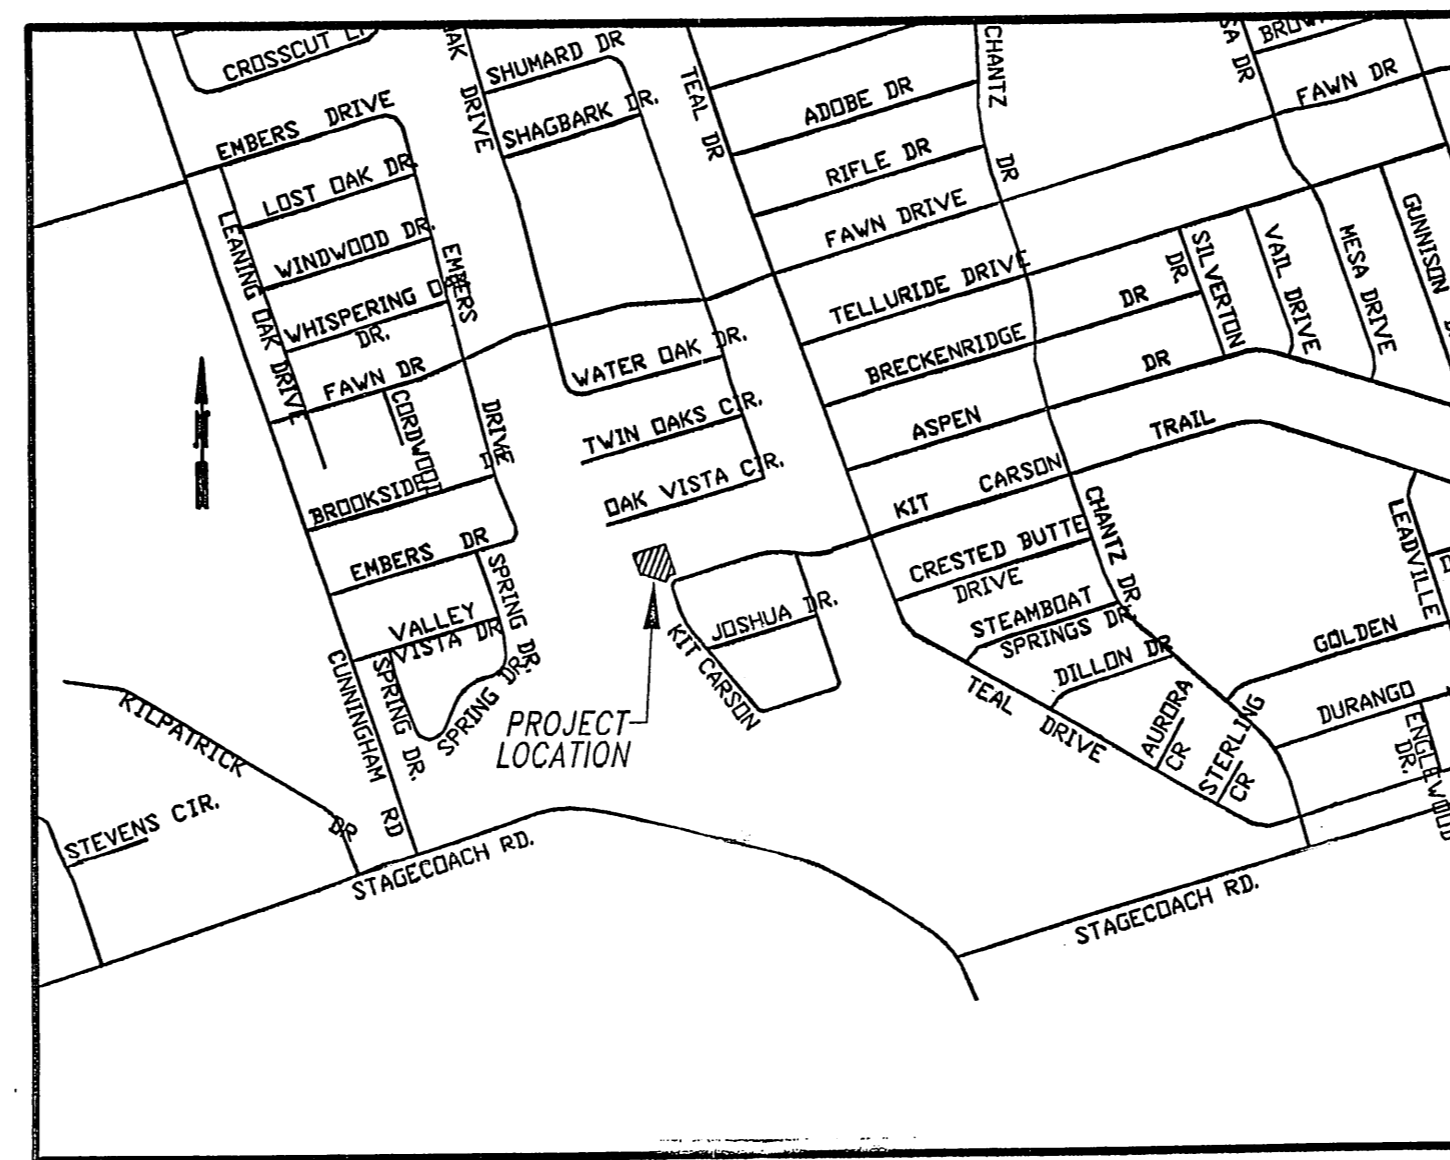 CROSSCUT
DRIVE
SHUMARD DR
SHAGBARK DR.
TEAL DR
CHANTZ DR
ADOBE DR
RIFLE DR
FAWN DRIVE
FAWN DR
EMBERS DRIVE
LOST OAK DR.
WINDWOOD DR.
WHISPERING OAK
DR.
LEANING OAK DRIVE
EMBERS DRIVE
FAWN DR
CORDWOOD
BROOKSIDE DR
EMBERS DR
VALLEY
VISTA DR
SPRING DR.
SPRING DR.
SPRING DR.
CUNNINGHAM RD
WATER OAK DR.
TWIN OAKS CIR.
OAK VISTA CIR.
TELLURIDE DRIVE
BRECKENRIDGE DR
SILVERTON DR.
VAIL DRIVE
MESA DRIVE
GUNNISON
ASPEN DR
KIT CARSON TRAIL
CRESTED BUTTE
DRIVE
CHANTZ DR.
STEAMBOAT
SPRINGS DR.
DILLON DR
LEADVILLE
GOLDEN
DURANGO
ENGLEWOOD
DR.
AURORA
CR
STERLING
CR
TEAL DRIVE
JOSHUA DR.
KIT CARSON
PROJECT
LOCATION
KILPATRICK DR
STEVENS CIR.
STAGECOACH RD.
STAGECOACH RD.